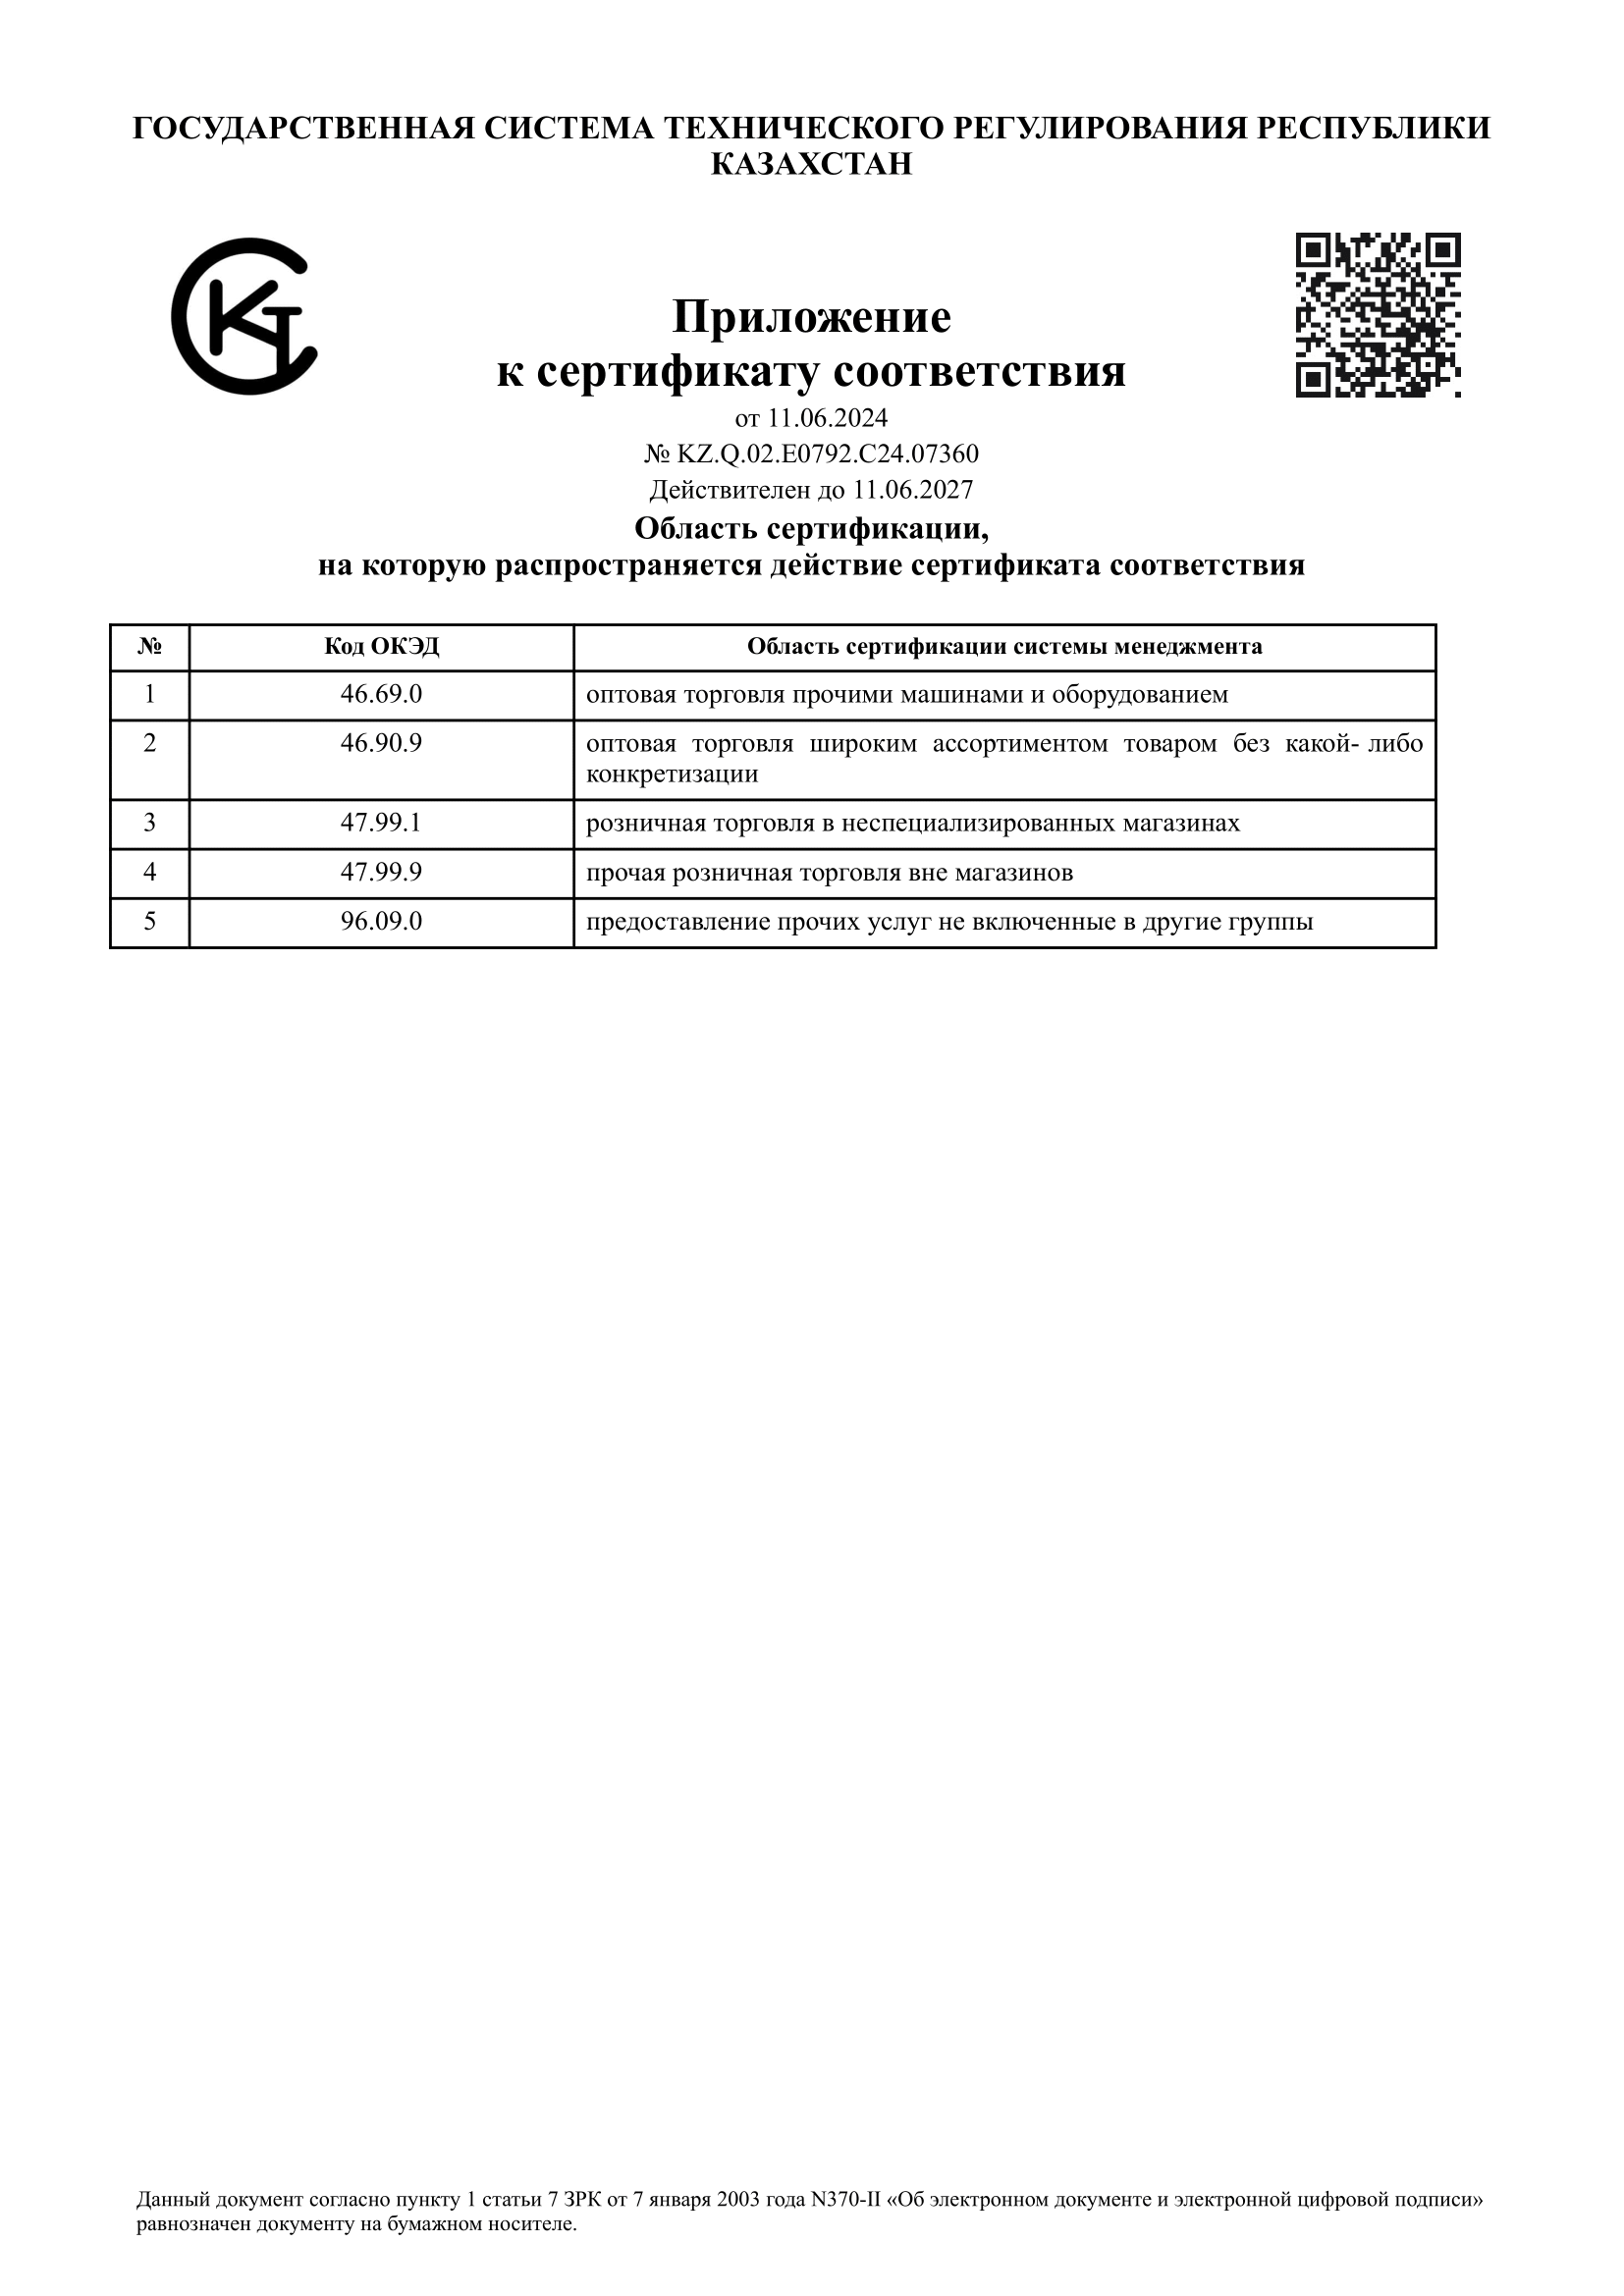 ГОСУДАРСТВЕННАЯ СИСТЕМА ТЕХНИЧЕСКОГО РЕГУЛИРОВАНИЯ РЕСПУБЛИКИ
КАЗАХСТАН
Приложение
к сертификату соответствия
от 11.06.2024
№ KZ.Q.02.E0792.C24.07360
Действителен до 11.06.2027
Область сертификации,
на которую распространяется действие сертификата соответствия
№ Код ОКЭД Область сертификации системы менеджмента
1 46.69.0 оптовая торговля прочими машинами и оборудованием
2 46.90.9 оптовая торговля широким ассортиментом товаром без какой- либо
конкретизации
3 47.99.1 розничная торговля в неспециализированных магазинах
4 47.99.9 прочая розничная торговля вне магазинов
5 96.09.0 предоставление прочих услуг не включенные в другие группы
Данный документ согласно пункту 1 статьи 7 ЗРК от 7 января 2003 года N370-II «Об электронном документе и электронной цифровой подписи»
равнозначен документу на бумажном носителе.